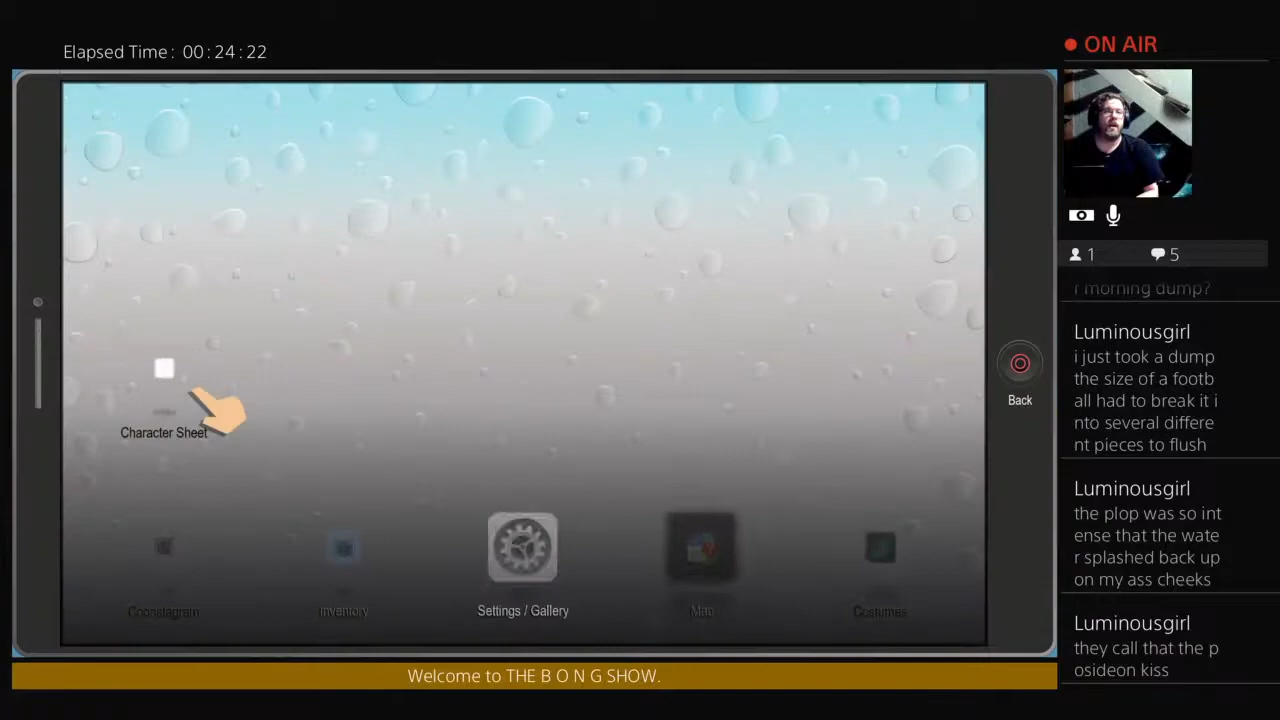 Elapsed Time: 00:24:22
ON AIR
1
5
r morning dump?
Luminousgirl
i just took a dump
the size of a footb
all had to break it i
nto several differe
nt pieces to flush
Luminousgirl
the plop was so int
ense that the wate
r splashed back up
on my ass cheeks
Luminousgirl
they call that the p
osideon kiss
Back
Character Sheet
Coonstagram
Inventory
Settings / Gallery
Map
Costumes
Welcome to THE B O N G SHOW.